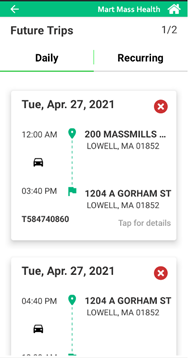 Mart Mass Health
Future Trips 1/2
Daily Recurring
Tue, Apr. 27, 2021
12:00 AM 200 MASSMILLS ...
LOWELL, MA 01852
03:40 PM 1204 A GORHAM ST
LOWELL, MA 01852
T584740860 Tap for details
Tue, Apr. 27, 2021
04:40 PM 1204 A GORHAM ST
LOWELL, MA 01852